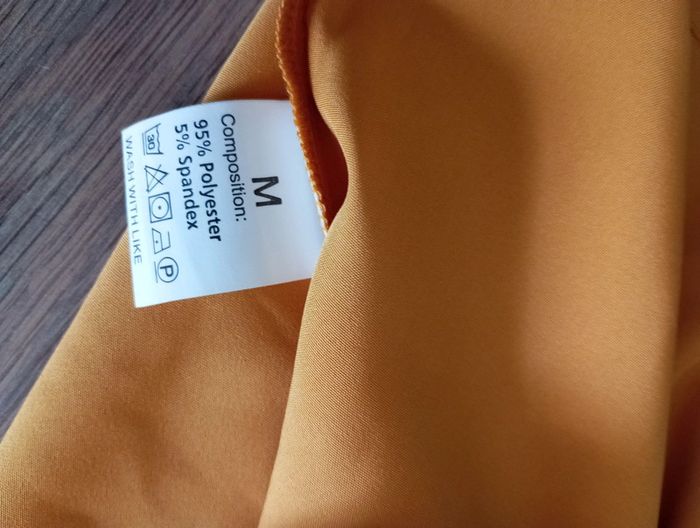 M
Composition:
95% Polyester
5% Spandex
30 P
WASH WITH LIKE